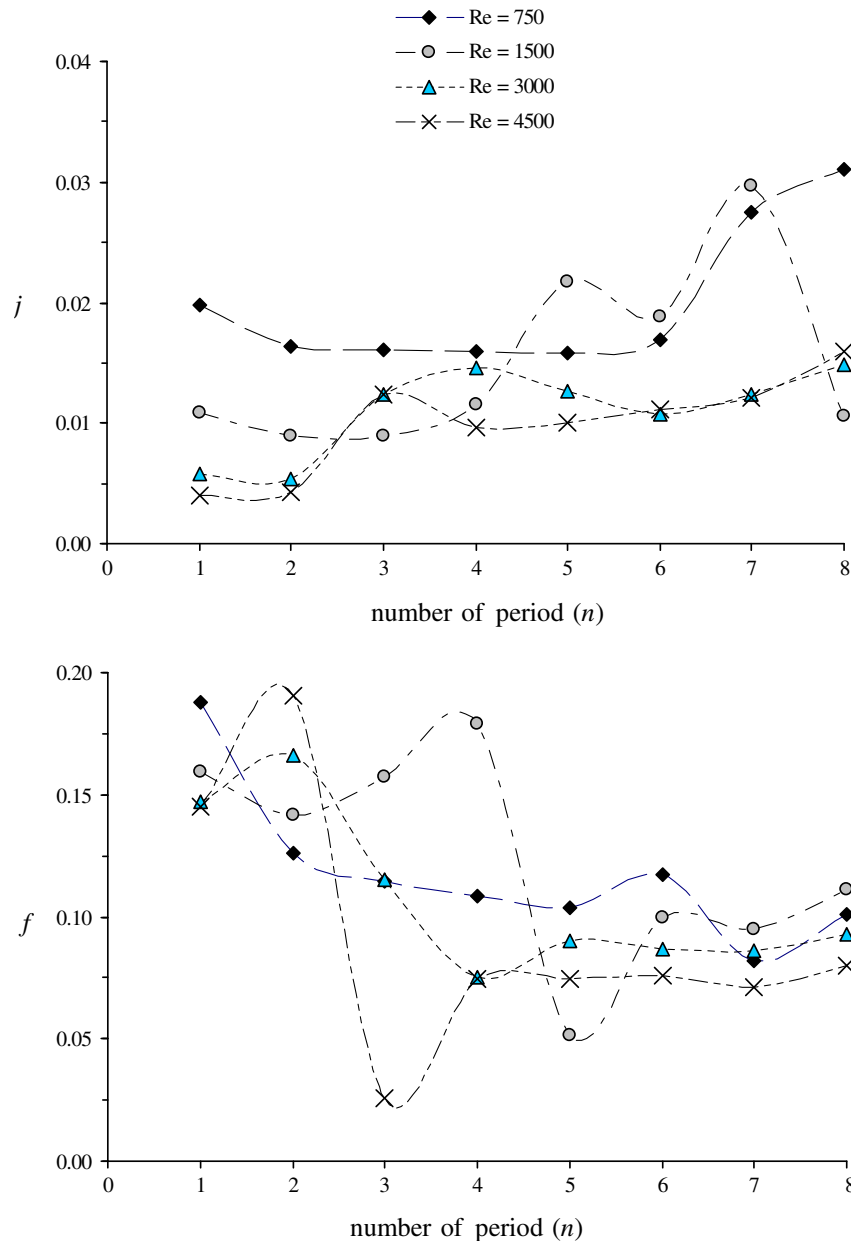 Re = 750
Re = 1500
Re = 3000
Re = 4500
0.04
0.03
0.02
0.01
0.00
j
0 1 2 3 4 5 6 7 8
number of period (n)
0.20
0.15
0.10
0.05
0.00
f
0 1 2 3 4 5 6 7 8
number of period (n)